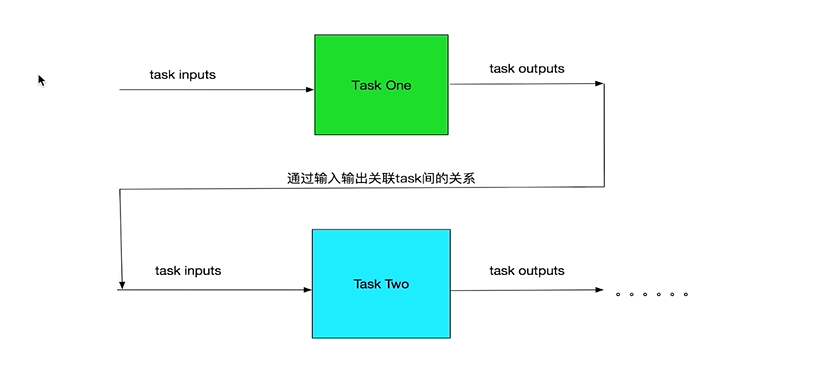 task inputs
Task One
task outputs
通过输入输出关联task间的关系
task inputs
Task Two
task outputs
。。。。。。